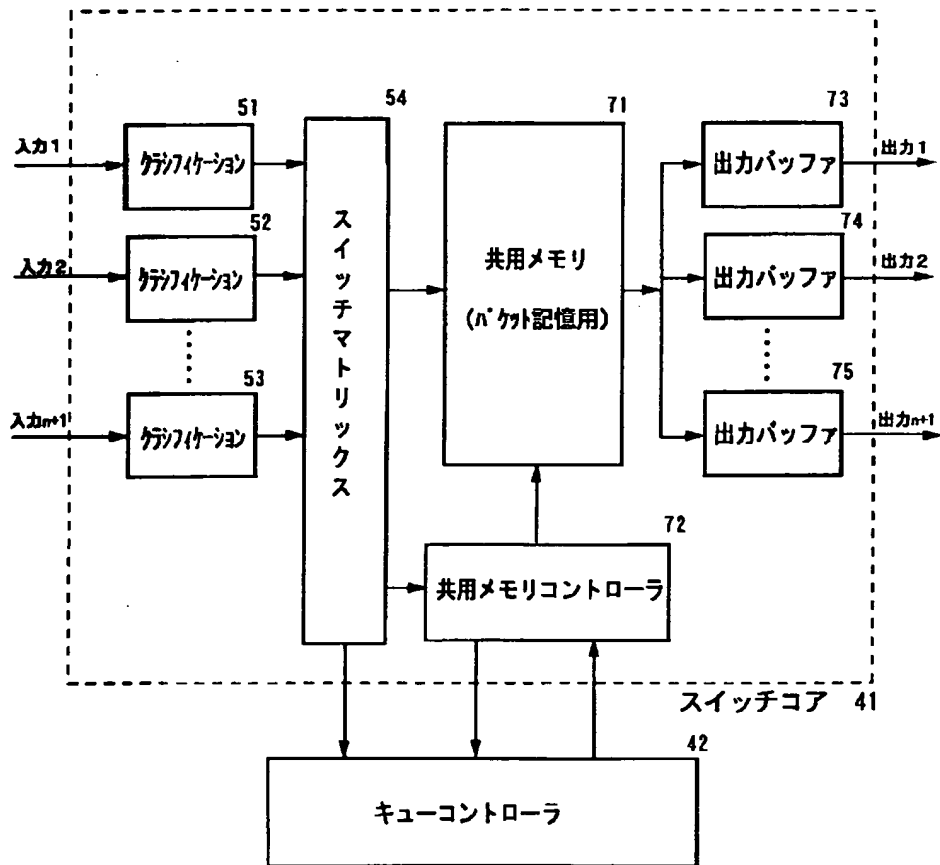 51
54
71
73
入力1
クラシフィケーション
共用メモリ
(パケット記憶用)
出力バッファ
出力1
52
74
入力2
クラシフィケーション
スイッチマトリックス
出力バッファ
出力2
53
75
入力n+1
クラシフィケーション
出力バッファ
出力n+1
72
共用メモリコントローラ
スイッチコア 41
42
キューコントローラ